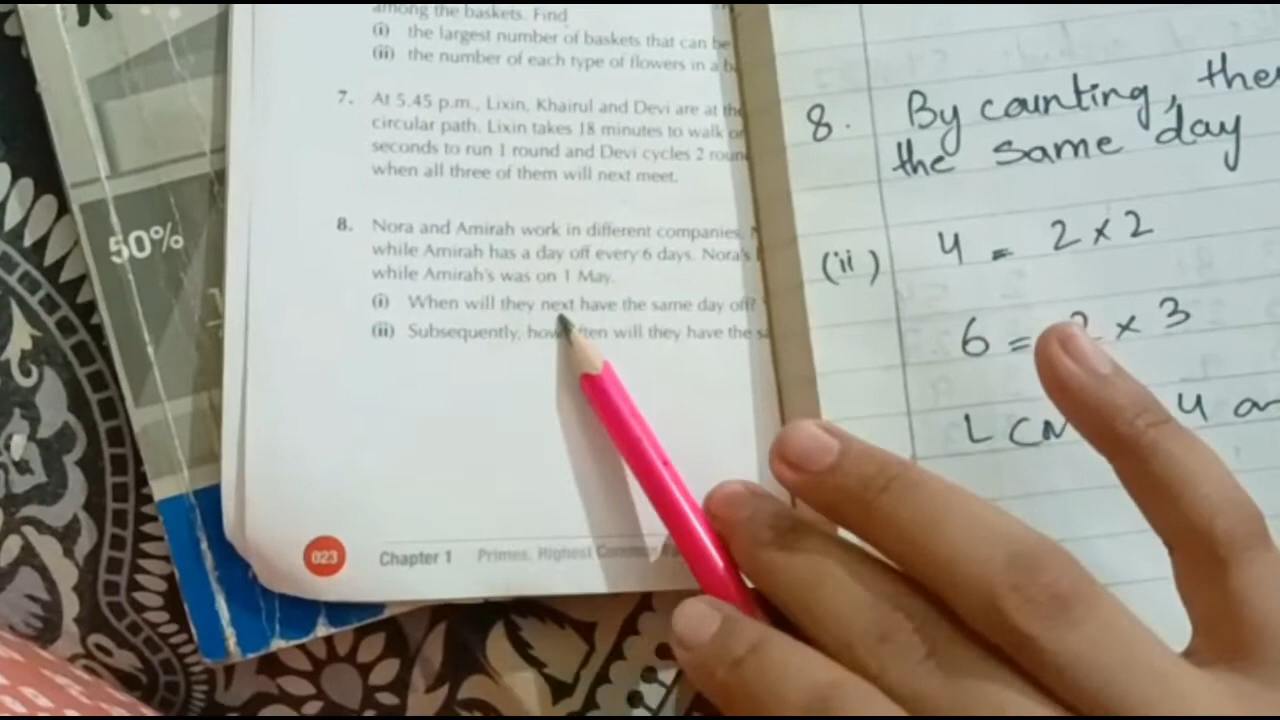 among the baskets. Find
(i) the largest number of baskets that can be
(ii) the number of each type of flowers in a
7. At 5.45 p.m., Lixin, Khairul and Devi are at the
circular path. Lixin takes 18 minutes to walk
seconds to run 1 round and Devi cycles 2
when all three of them will next meet.
8. Nora and Amirah work in different companies.
while Amirah has a day off every 6 days. Nora's
while Amirah's was on 1 May.
(i) When will they next have the same day off?
(ii) Subsequently, how will they have the
023 Chapter 1 Primes, Highest
50%
8. By counting,
the same day
(ii) 4 = 2 × 2
6 = × 3
LC 4